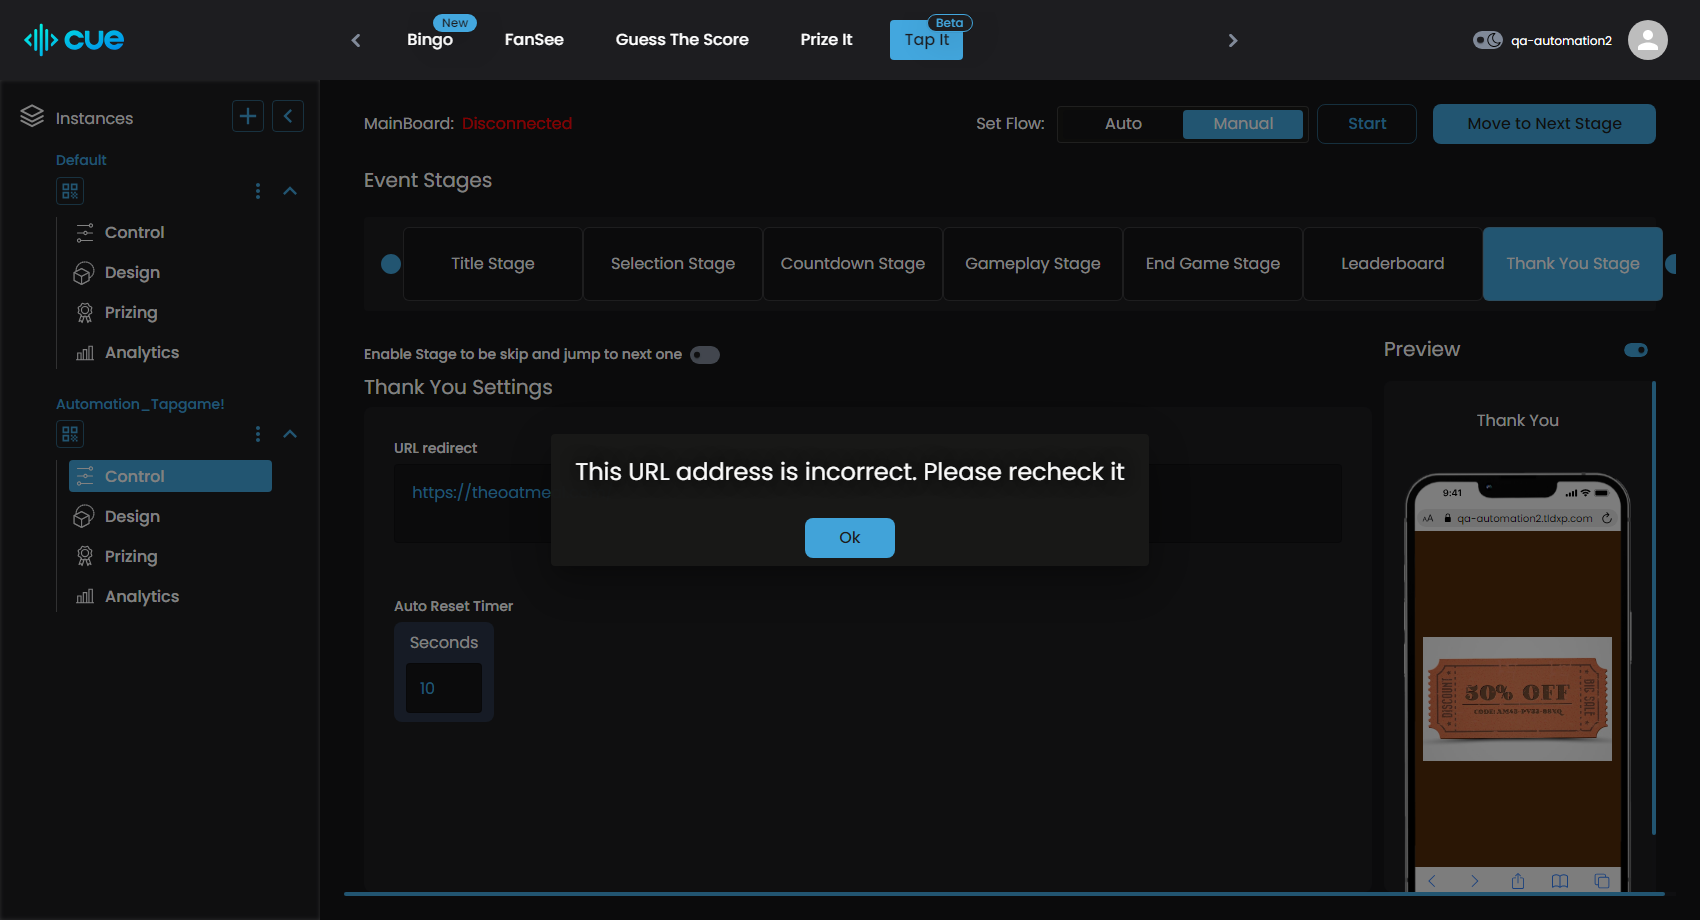 cue
Bingo
New
FanSee
Guess The Score
Prize It
Tap It
Beta
qa-automation2
Instances
Default
Control
Design
Prizing
Analytics
Automation_Tapgame!
Control
Design
Prizing
Analytics
MainBoard: Disconnected
Set Flow:
Auto
Manual
Start
Move to Next Stage
Event Stages
Title Stage
Selection Stage
Countdown Stage
Gameplay Stage
End Game Stage
Leaderboard
Thank You Stage
Enable Stage to be skip and jump to next one
Thank You Settings
URL redirect
https://theoatme
This URL address is incorrect. Please recheck it
Ok
Auto Reset Timer
Seconds
10
Preview
Thank You
9:41
AA
qa-automation2.tldxp.com
DISCOUNT
50% OFF
BIG SALE